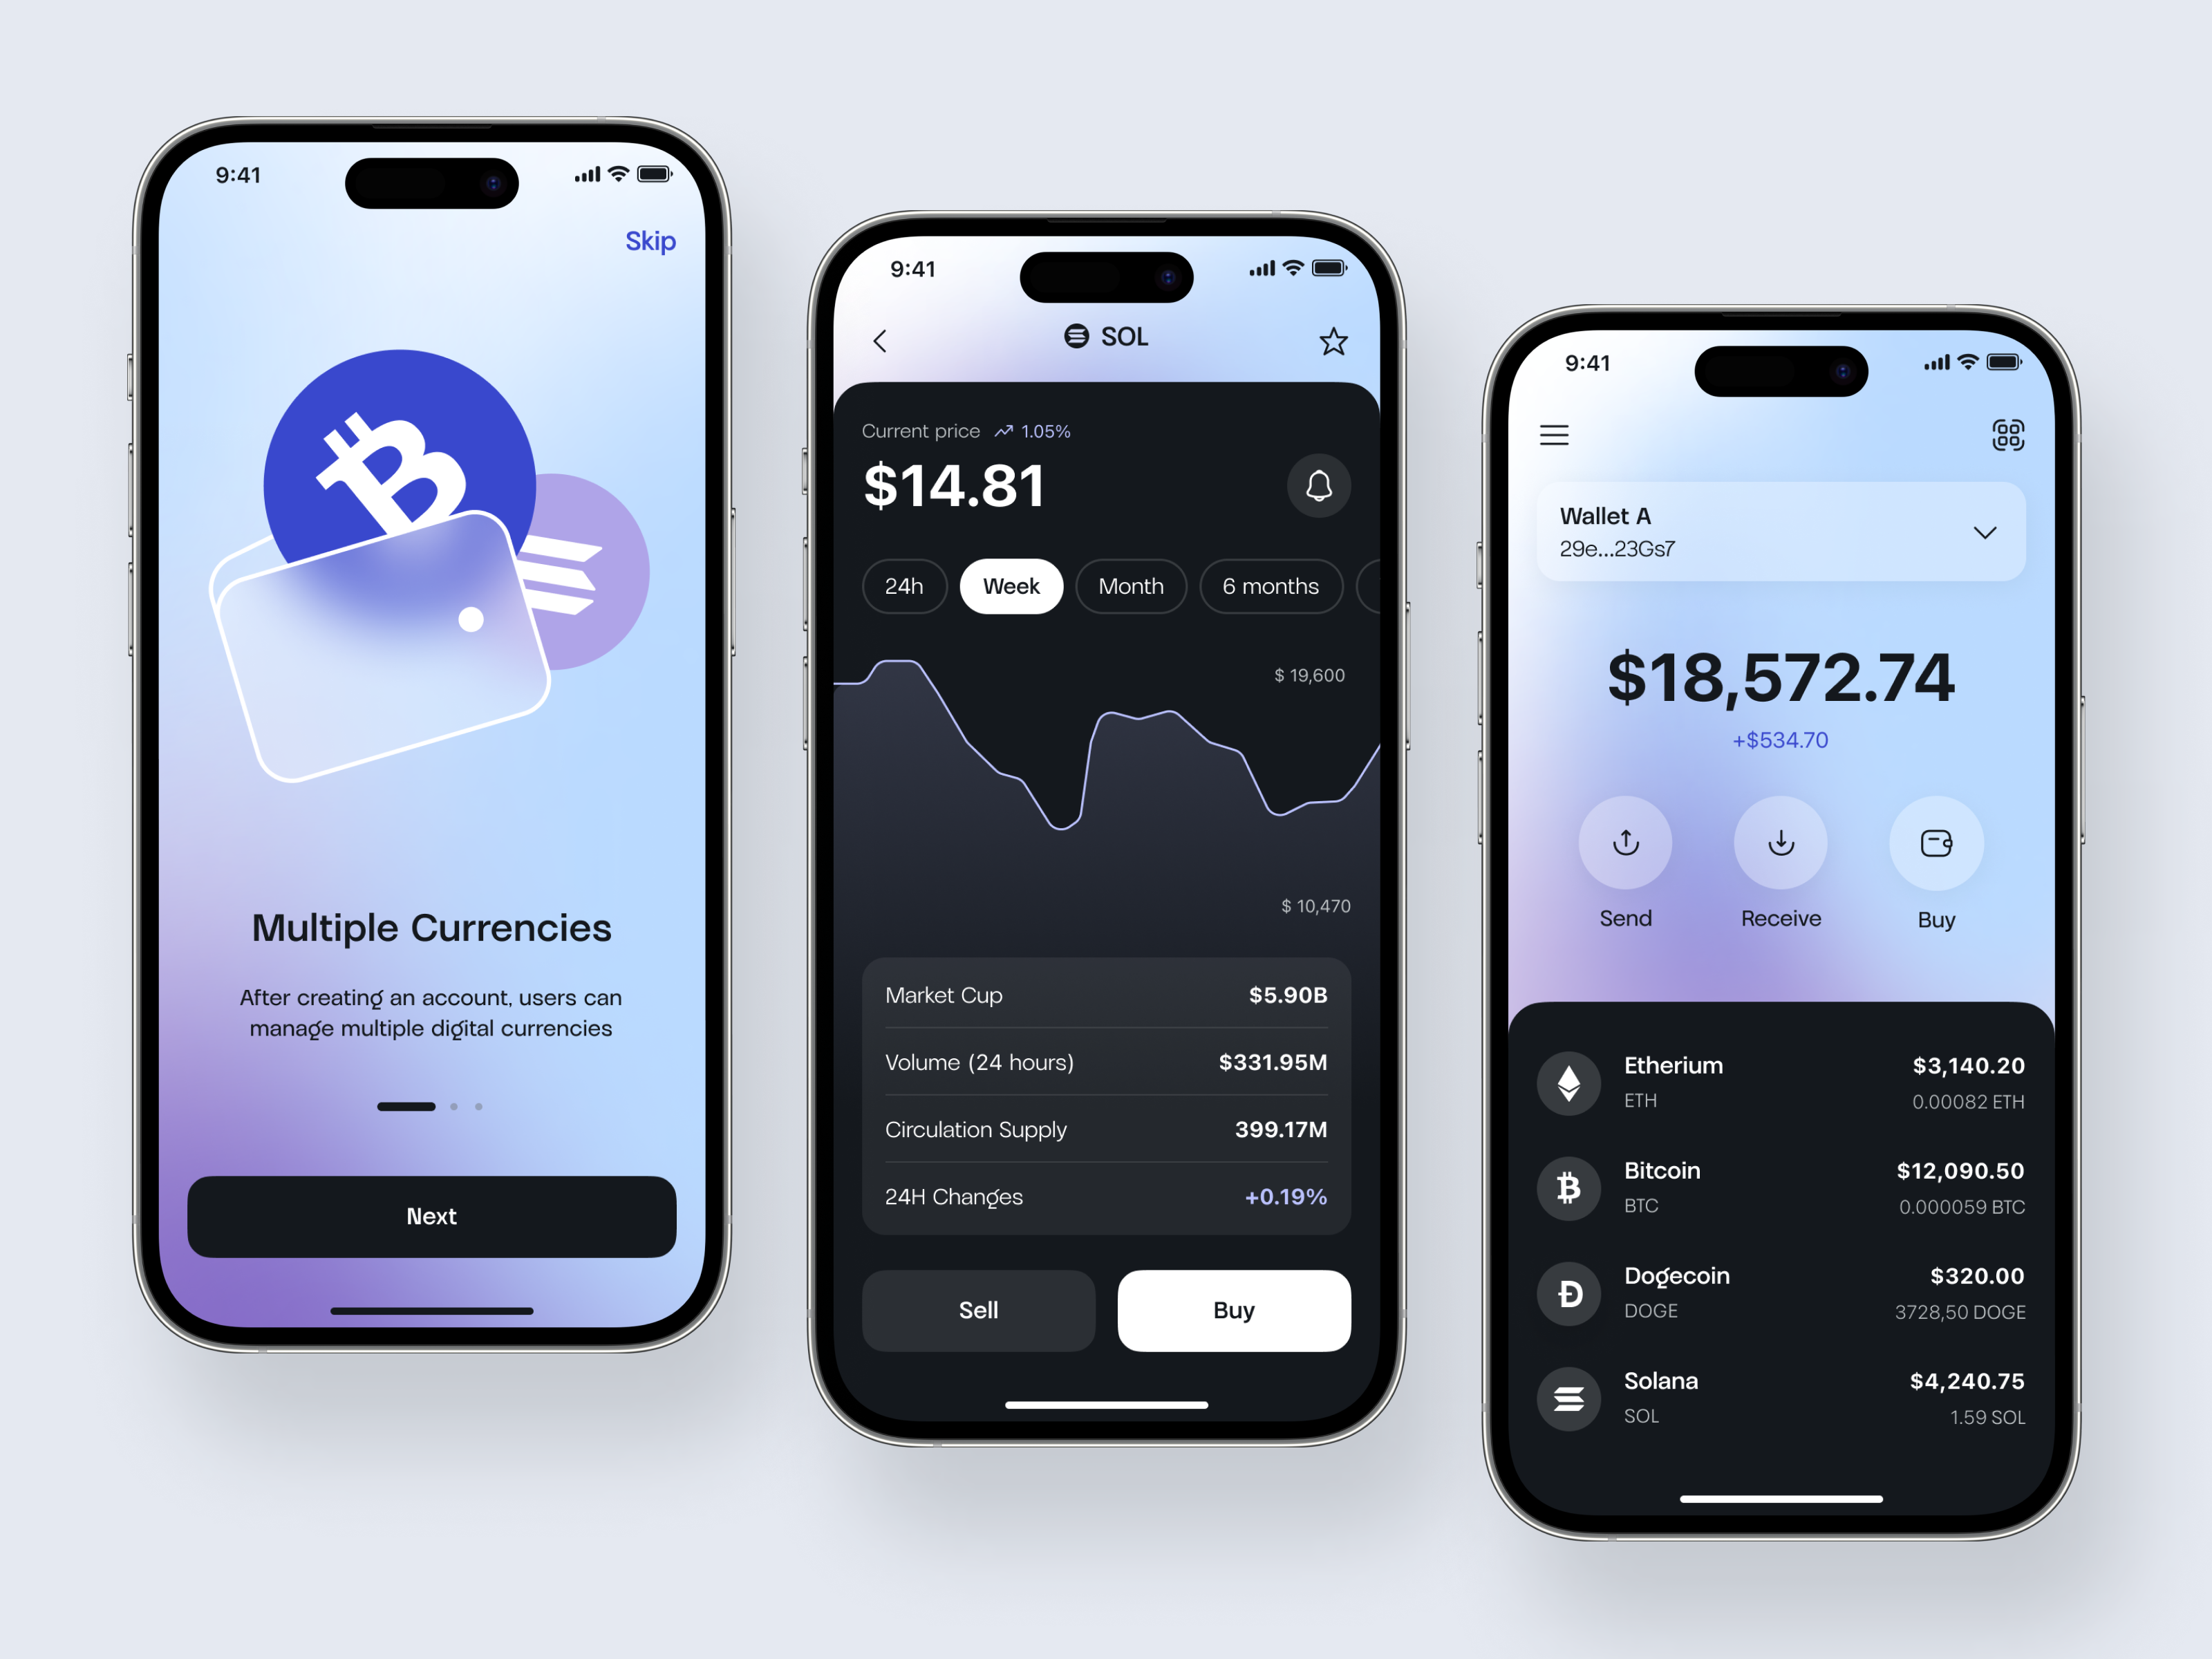 9:41
Skip
Multiple Currencies
After creating an account, users can
manage multiple digital currencies
Next
9:41
SOL
Current price 1.05%
$14.81
24h Week Month 6 months
$ 19,600
$ 10,470
Market Cup $5.90B
Volume (24 hours) $331.95M
Circulation Supply 399.17M
24H Changes +0.19%
Sell Buy
9:41
Wallet A
29e...23Gs7
$18,572.74
+$534.70
Send Receive Buy
Etherium $3,140.20
ETH 0.00082 ETH
Bitcoin $12,090.50
BTC 0.000059 BTC
Dogecoin $320.00
DOGE 3728,50 DOGE
Solana $4,240.75
SOL 1.59 SOL